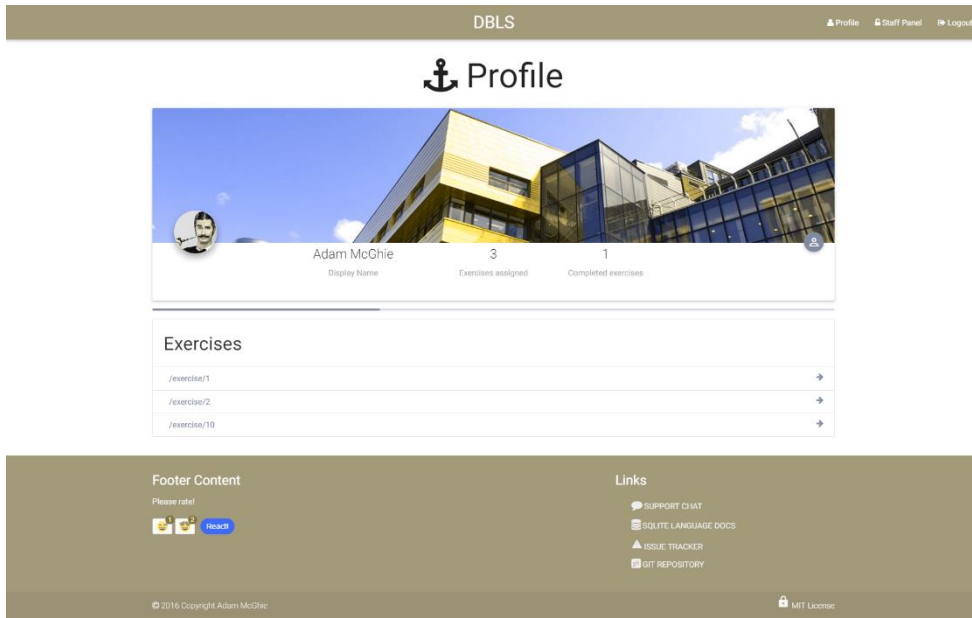 DBLS
Profile Staff Panel Logout
Profile
Adam McGhie 3 1
Display Name Exercises assigned Completed exercises
Exercises
/exercise/1
/exercise/2
/exercise/10
Footer Content
Please rate!
1 2 React!
Links
SUPPORT CHAT
SQLITE LANGUAGE DOCS
ISSUE TRACKER
GIT REPOSITORY
© 2016 Copyright Adam McGhie
MIT License